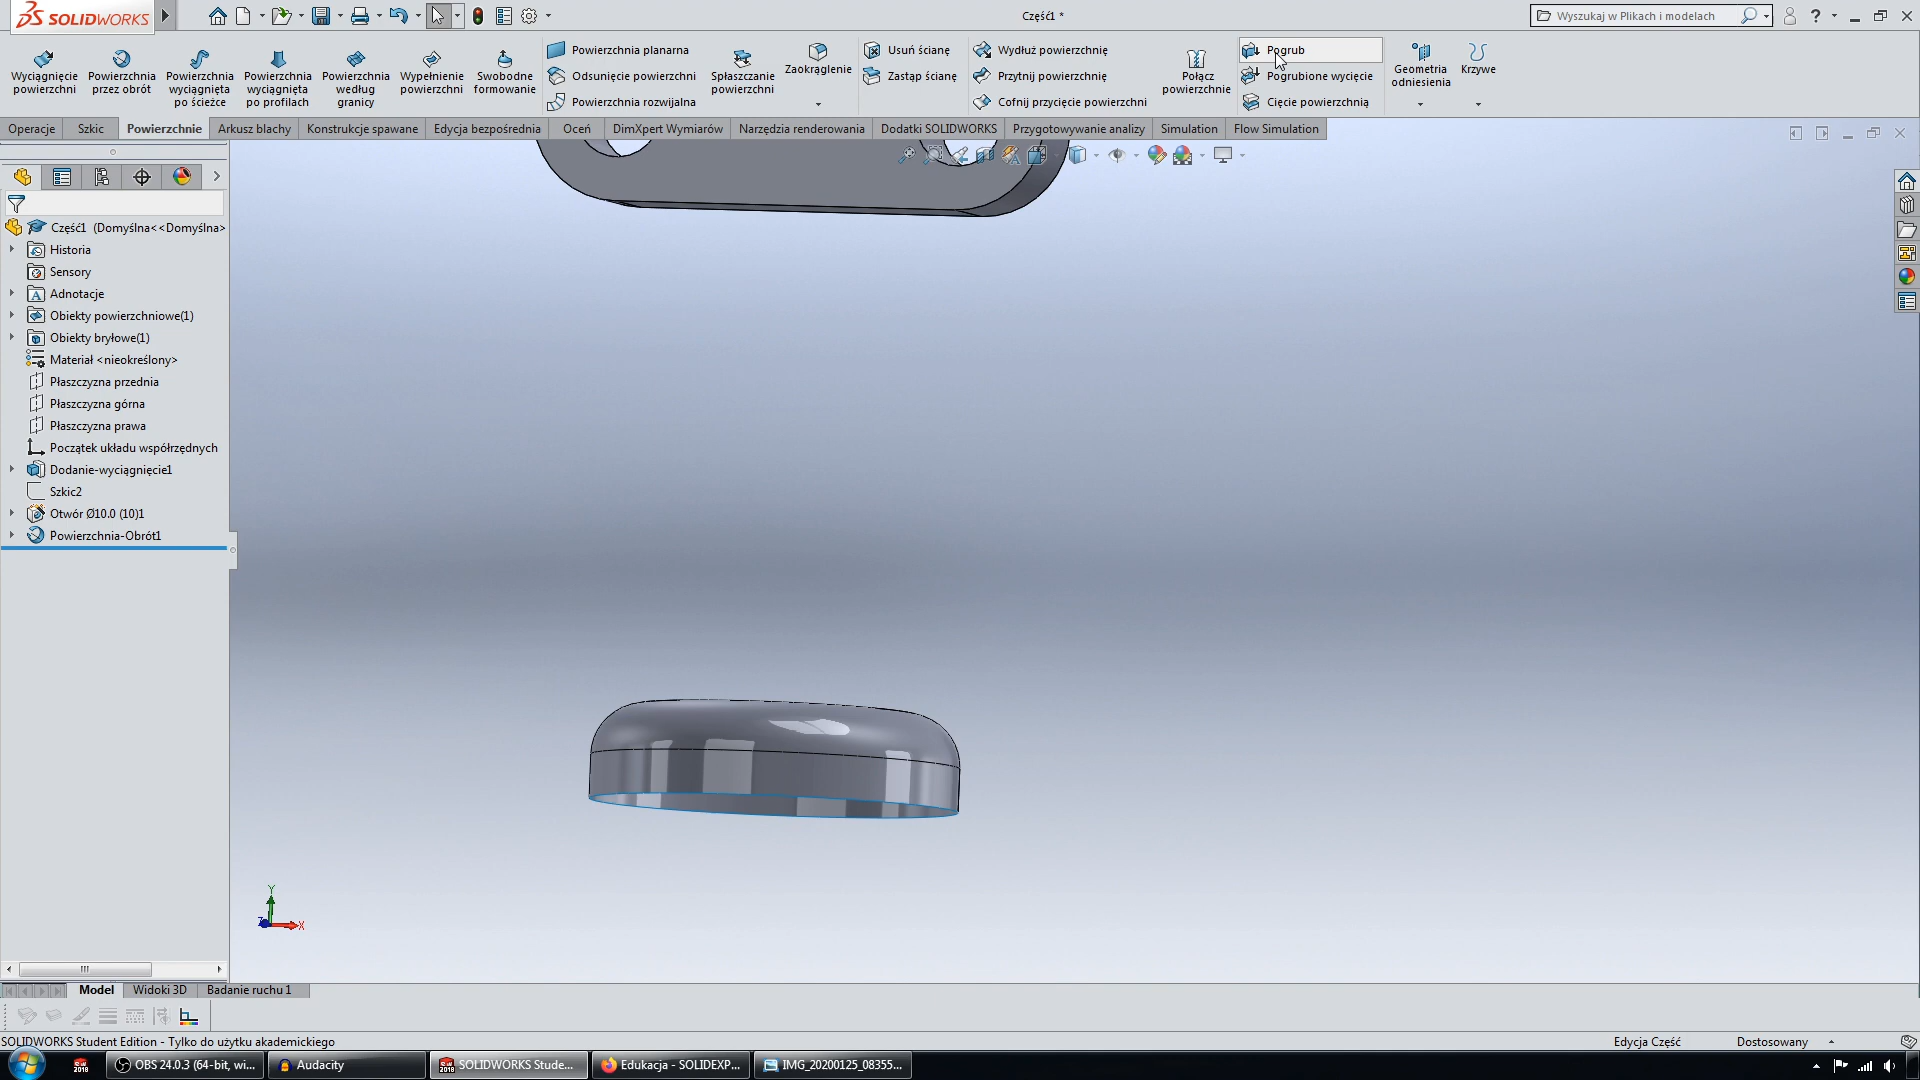 SOLIDWORKS
Część1 *
Wyszukaj w Plikach i modelach
?
Wyciągnięcie powierzchni
Powierzchnia przez obrót
Powierzchnia wyciągnięta po ścieżce
Powierzchnia wyciągnięta po profilach
Powierzchnia według granicy
Wypełnienie powierzchni
Swobodne formowanie
Powierzchnia planarna
Odsunięcie powierzchni
Powierzchnia rozwijalna
Spłaszczanie powierzchni
Zaokrąglenie
Usuń ścianę
Zastąp ścianę
Wydłuż powierzchnię
Przytnij powierzchnię
Cofnij przycięcie powierzchni
Połącz powierzchnie
Pogrub
Pogrubione wycięcie
Cięcie powierzchnią
Geometria odniesienia
Krzywe
Operacje
Szkic
Powierzchnie
Arkusz blachy
Konstrukcje spawane
Edycja bezpośrednia
Oceń
DimXpert Wymiarów
Narzędzia renderowania
Dodatki SOLIDWORKS
Przygotowywanie analizy
Simulation
Flow Simulation
Część1 (Domyślna<<Domyślna>
Historia
Sensory
Adnotacje
Obiekty powierzchniowe(1)
Obiekty bryłowe(1)
Materiał <nieokreślony>
Płaszczyzna przednia
Płaszczyzna górna
Płaszczyzna prawa
Początek układu współrzędnych
Dodanie-wyciągnięcie1
Szkic2
Otwór Ø10.0 (10)1
Powierzchnia-Obrót1
Y
Z
X
Model
Widoki 3D
Badanie ruchu 1
SOLIDWORKS Student Edition - Tylko do użytku akademickiego
Edycja Część
Dostosowany
OBS 24.0.3 (64-bit, wi...
Audacity
SOLIDWORKS Stude...
Edukacja - SOLIDEXP...
IMG_20200125_08355...